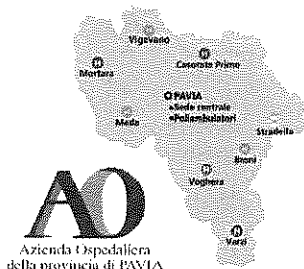 Vigevano
H
H
Mortara
Casorate Primo
PAVIA
•Sede centrale
•Poliambulatori
Mede
Stradella
Broni
H
Voghera
H
Varzi
AO
Azienda Ospedaliera
della provincia di PAVIA